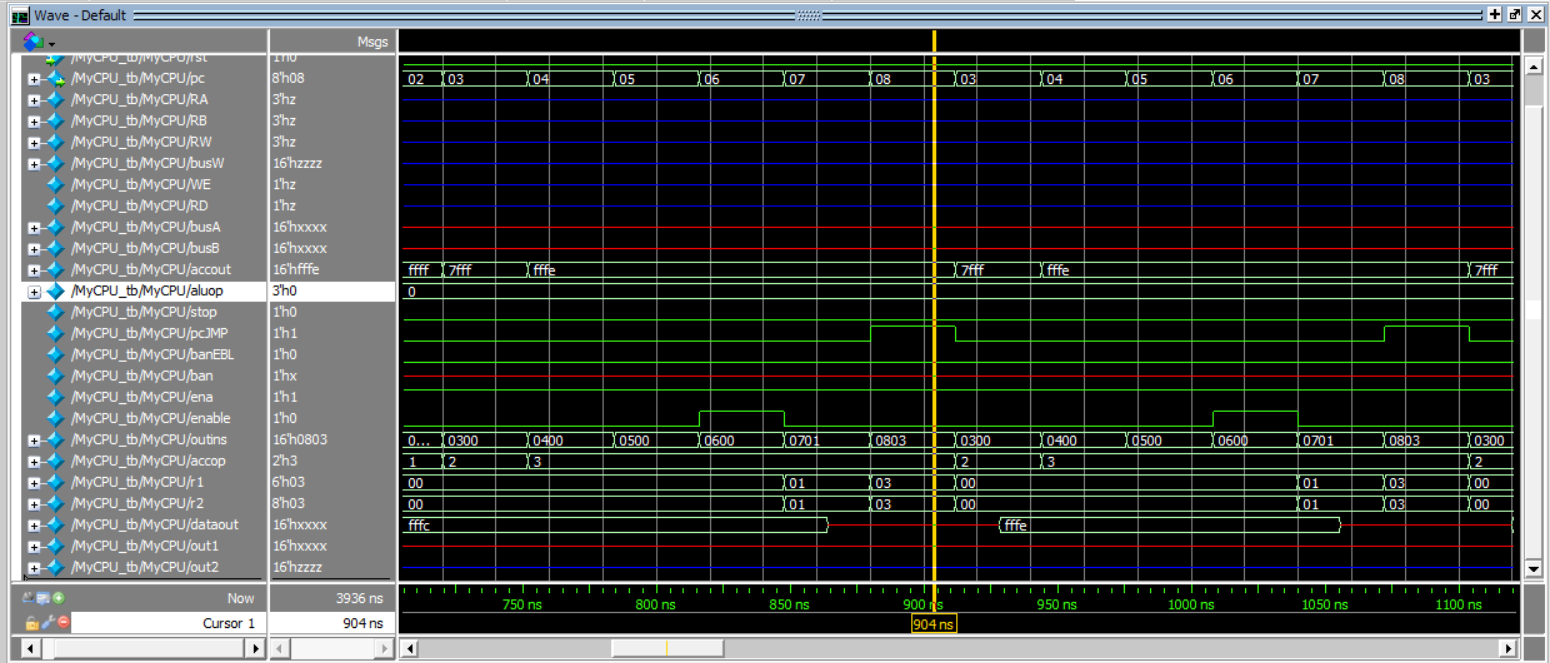 Wave - Default
Msgs
/MyCPU_tb/MyCPU/rst 1'h0
/MyCPU_tb/MyCPU/pc 8'h08 02 03 04 05 06 07 08 03 04 05 06 07 08 03
/MyCPU_tb/MyCPU/RA 3'hz
/MyCPU_tb/MyCPU/RB 3'hz
/MyCPU_tb/MyCPU/RW 3'hz
/MyCPU_tb/MyCPU/busW 16'hzzzz
/MyCPU_tb/MyCPU/WE 1'hz
/MyCPU_tb/MyCPU/RD 1'hz
/MyCPU_tb/MyCPU/busA 16'hxxxx
/MyCPU_tb/MyCPU/busB 16'hxxxx
/MyCPU_tb/MyCPU/accout 16'hfffe ffff 7fff fffe 7fff fffe 7fff
/MyCPU_tb/MyCPU/aluop 3'h0 0
/MyCPU_tb/MyCPU/stop 1'h0
/MyCPU_tb/MyCPU/pcJMP 1'h1
/MyCPU_tb/MyCPU/banEBL 1'h0
/MyCPU_tb/MyCPU/ban 1'hx
/MyCPU_tb/MyCPU/ena 1'h1
/MyCPU_tb/MyCPU/enable 1'h0
/MyCPU_tb/MyCPU/outins 16'h0803 0... 0300 0400 0500 0600 0701 0803 0300 0400 0500 0600 0701 0803 0300
/MyCPU_tb/MyCPU/accop 2'h3 1 2 3 2 3 2
/MyCPU_tb/MyCPU/r1 6'h03 00 01 03 00 01 03 00
/MyCPU_tb/MyCPU/r2 8'h03 00 01 03 00 01 03 00
/MyCPU_tb/MyCPU/dataout 16'hxxxx fffc fffe
/MyCPU_tb/MyCPU/out1 16'hxxxx
/MyCPU_tb/MyCPU/out2 16'hzzzz
Now 3936 ns 750 ns 800 ns 850 ns 900 ns 950 ns 1000 ns 1050 ns 1100 ns
Cursor 1 904 ns 904 ns